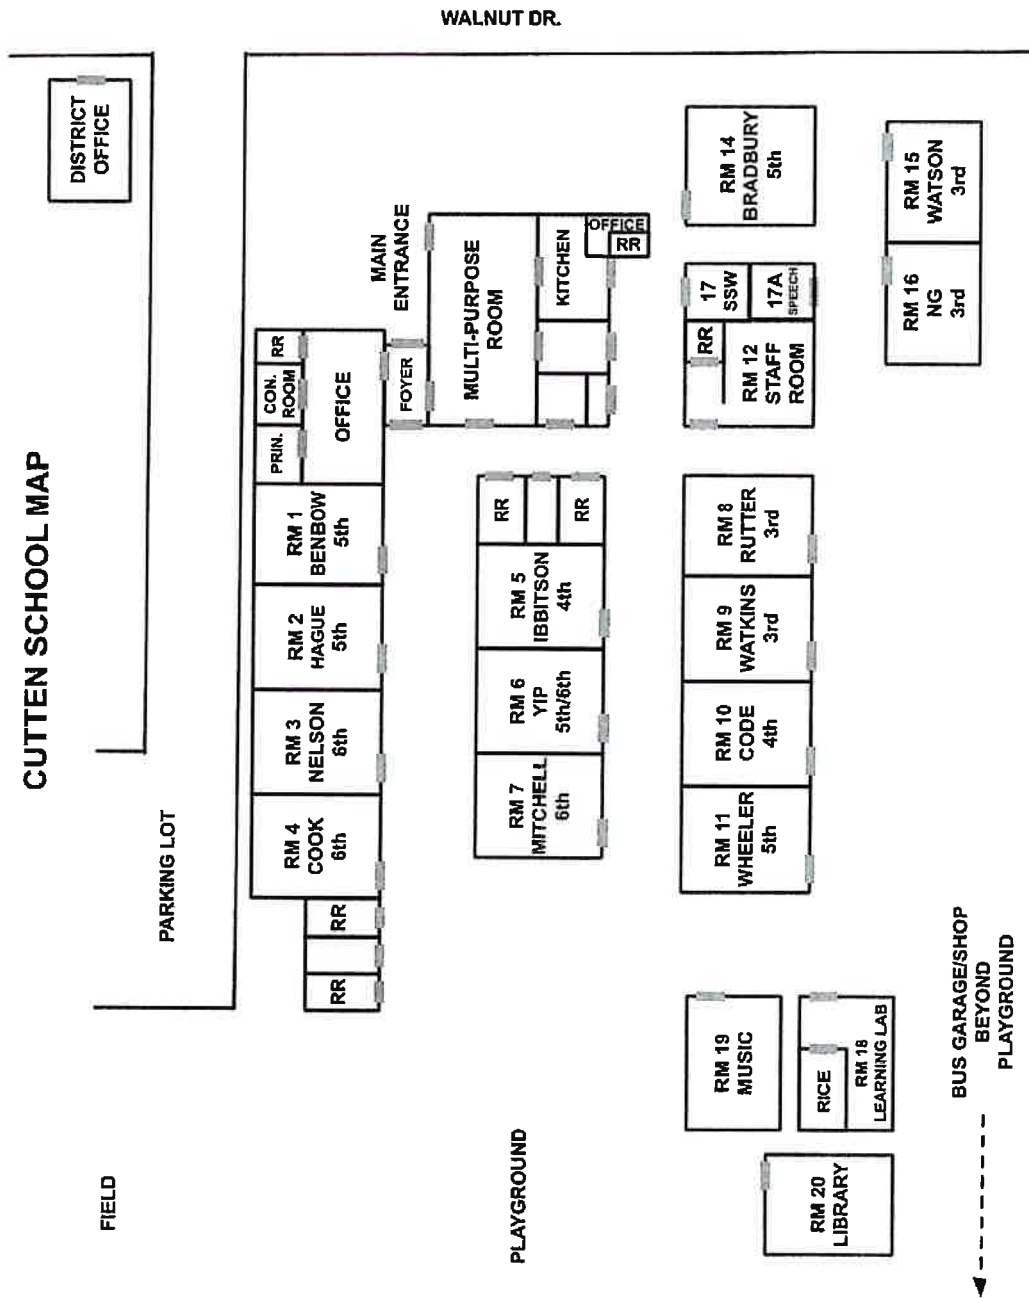 WALNUT DR.
CUTTEN SCHOOL MAP
DISTRICT
OFFICE
PARKING LOT
FIELD
PLAYGROUND
MAIN
ENTRANCE
RR
CON.
ROOM
PRIN.
OFFICE
FOYER
MULTI-PURPOSE
ROOM
KITCHEN
OFFICE
RR
RM 1
BENBOW
5th
RM 2
HAGUE
5th
RM 3
NELSON
6th
RM 4
COOK
6th
RR
RR
RR
RR
RM 5
IBBITSON
4th
RM 6
YIP
5th/6th
RM 7
MITCHELL
6th
RM 14
BRADBURY
5th
17
SSW
17A
SPEECH
RR
RM 12
STAFF
ROOM
RM 15
WATSON
3rd
RM 16
NG
3rd
RM 8
RUTTER
3rd
RM 9
WATKINS
3rd
RM 10
CODE
4th
RM 11
WHEELER
5th
RM 19
MUSIC
RICE
RM 18
LEARNING LAB
RM 20
LIBRARY
BUS GARAGE/SHOP
BEYOND
PLAYGROUND